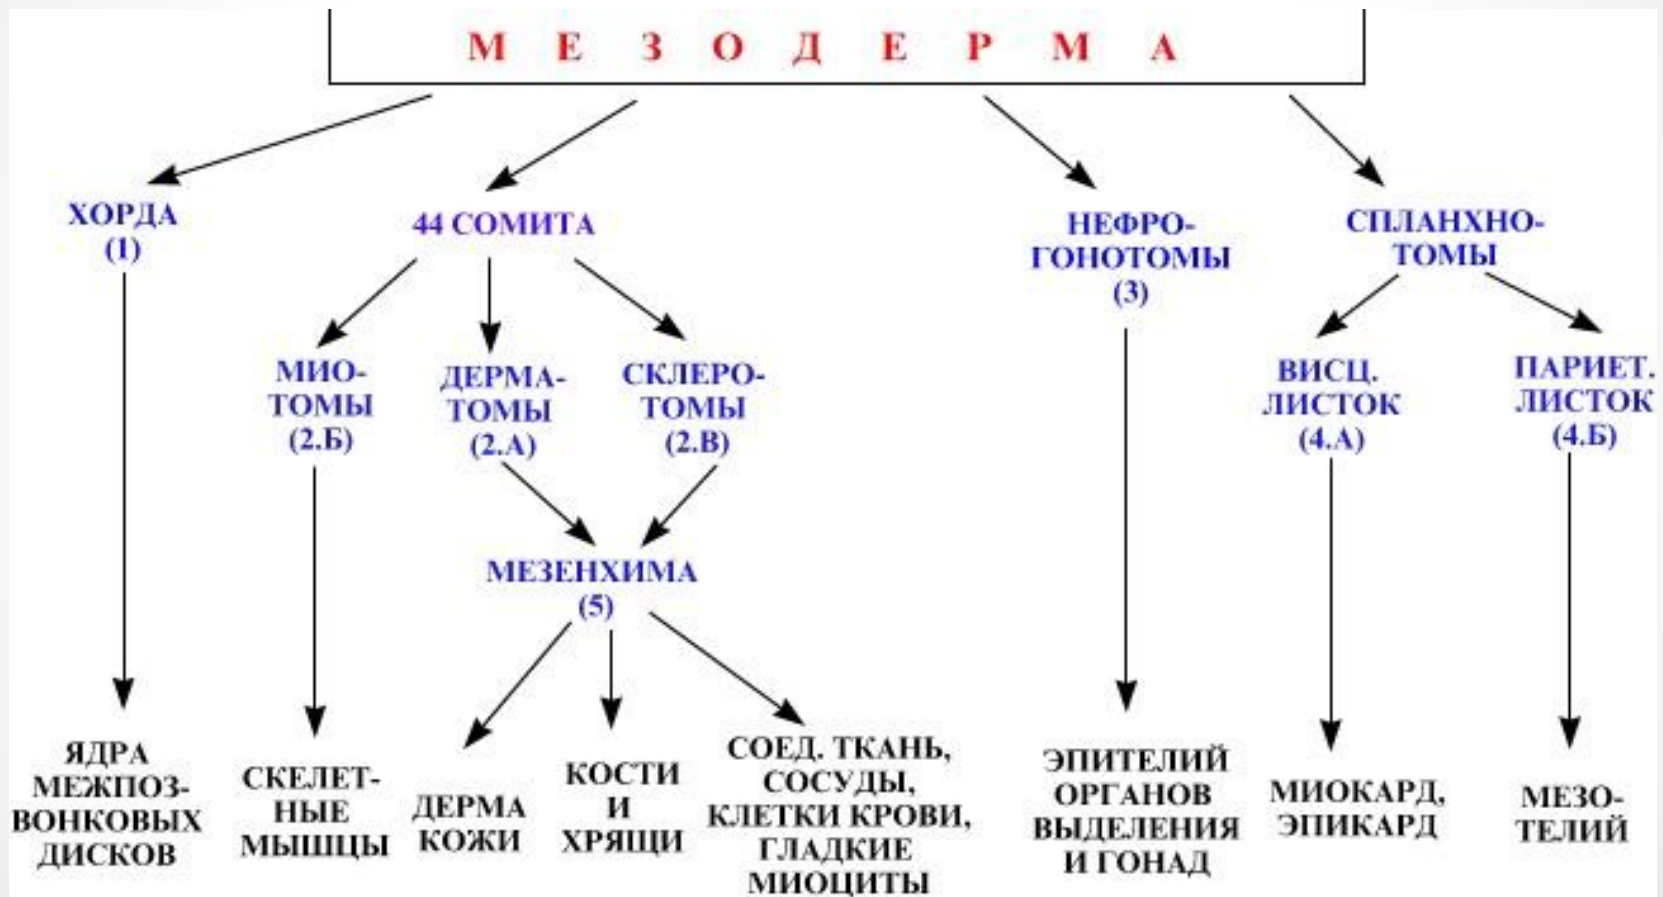 М Е З О Д Е Р М А
ХОРДА
(1)
44 СОМИТА
НЕФРО-
ГОНОТОМЫ
(3)
СПЛАНХНО-
ТОМЫ
МИО-
ТОМЫ
(2.Б)
ДЕРМА-
ТОМЫ
(2.А)
СКЛЕРО-
ТОМЫ
(2.В)
ВИСЦ.
ЛИСТОК
(4.А)
ПАРИЕТ.
ЛИСТОК
(4.Б)
МЕЗЕНХИМА
(5)
ЯДРА
МЕЖПОЗ-
ВОНКОВЫХ
ДИСКОВ
СКЕЛЕТ-
НЫЕ
МЫШЦЫ
ДЕРМА
КОЖИ
КОСТИ
И
ХРЯЩИ
СОЕД. ТКАНЬ,
СОСУДЫ,
КЛЕТКИ КРОВИ,
ГЛАДКИЕ
МИОЦИТЫ
ЭПИТЕЛИЙ
ОРГАНОВ
ВЫДЕЛЕНИЯ
И ГОНАД
МИОКАРД,
ЭПИКАРД
МЕЗО-
ТЕЛИЙ